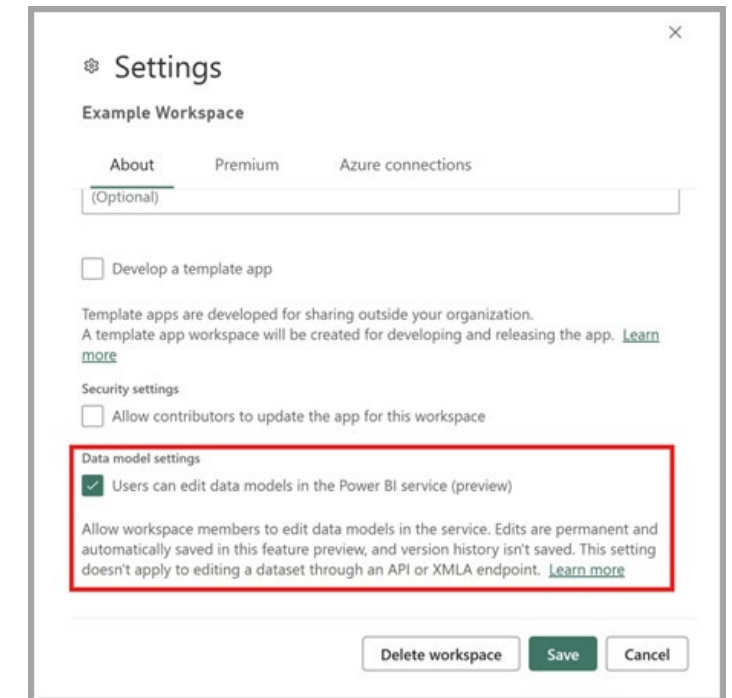 Settings
Example Workspace
About Premium Azure connections
(Optional)
Develop a template app
Template apps are developed for sharing outside your organization.
A template app workspace will be created for developing and releasing the app. Learn
more
Security settings
Allow contributors to update the app for this workspace
Data model settings
Users can edit data models in the Power BI service (preview)
Allow workspace members to edit data models in the service. Edits are permanent and
automatically saved in this feature preview, and version history isn't saved. This setting
doesn't apply to editing a dataset through an API or XMLA endpoint. Learn more
Delete workspace Save Cancel